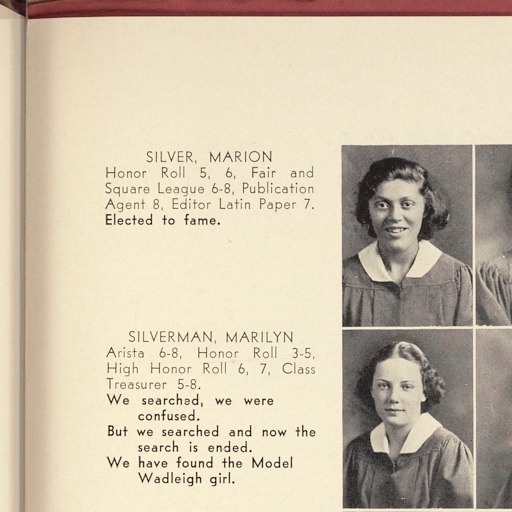 SILVER, MARION
Honor Roll 5, 6, Fair and
Square League 6-8, Publication
Agent 8, Editor Latin Paper 7.
Elected to fame.
SILVERMAN, MARILYN
Arista 6-8, Honor Roll 3-5,
High Honor Roll 6, 7, Class
Treasurer 5-8.
We searched, we were
confused.
But we searched and now the
search is ended.
We have found the Model
Wadleigh girl.